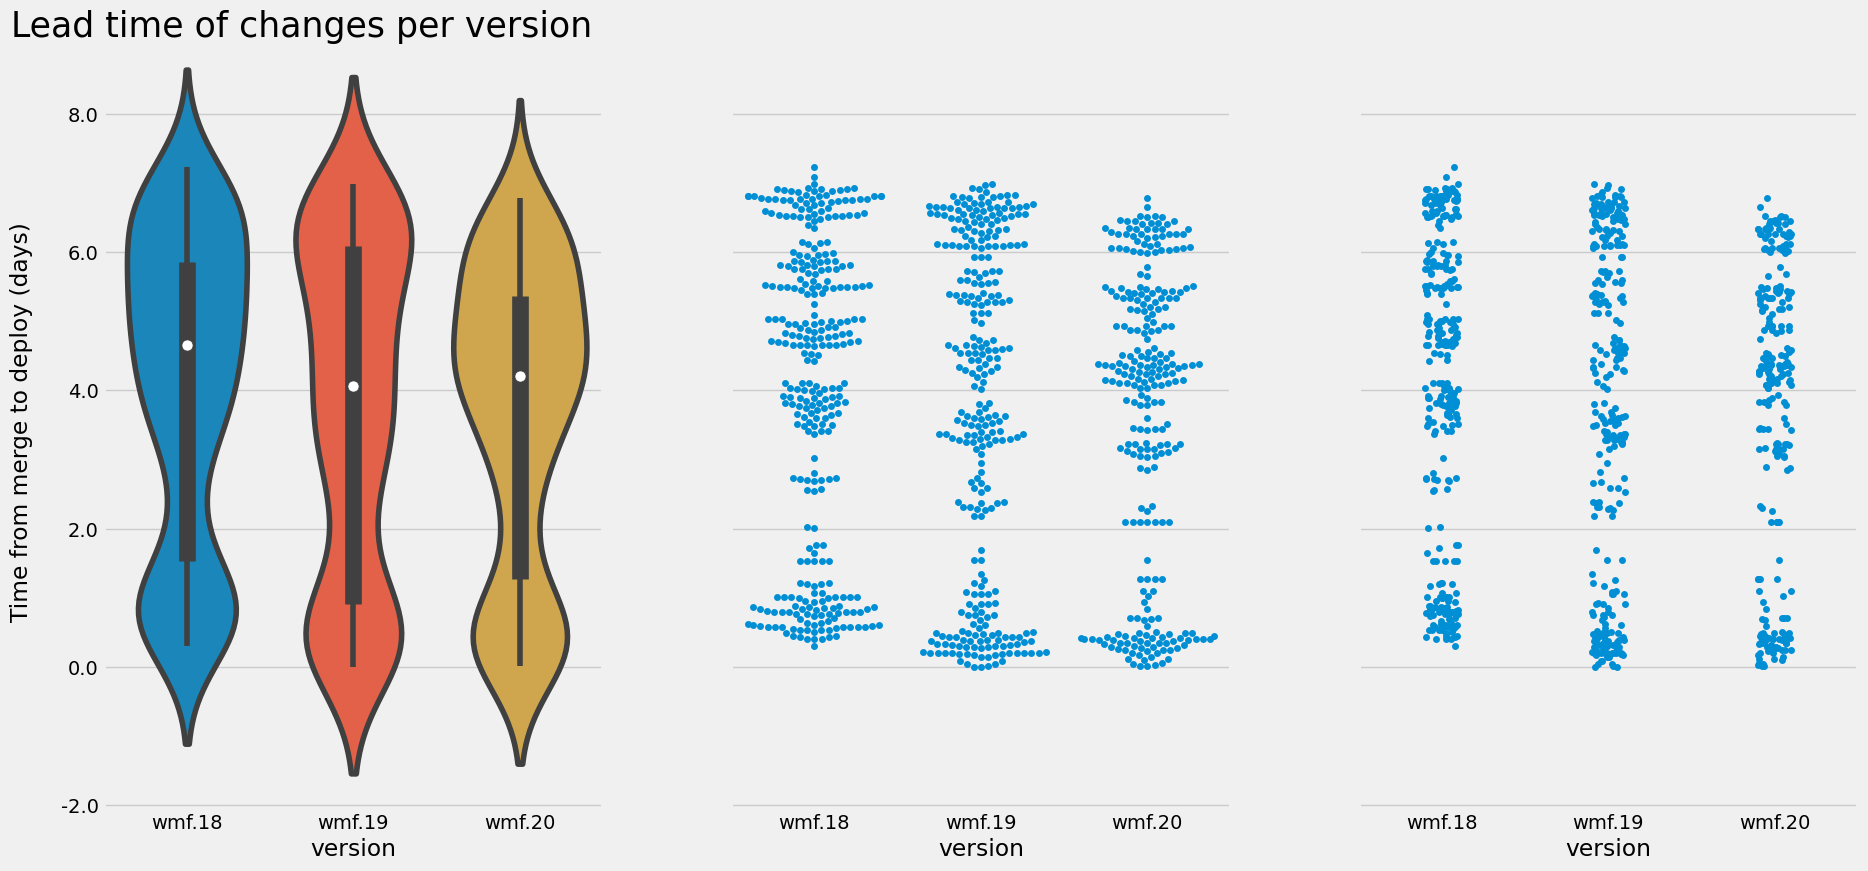 Lead time of changes per version
Time from merge to deploy (days)
8.0
6.0
4.0
2.0
0.0
-2.0
wmf.18 wmf.19 wmf.20
version
wmf.18 wmf.19 wmf.20
version
wmf.18 wmf.19 wmf.20
version